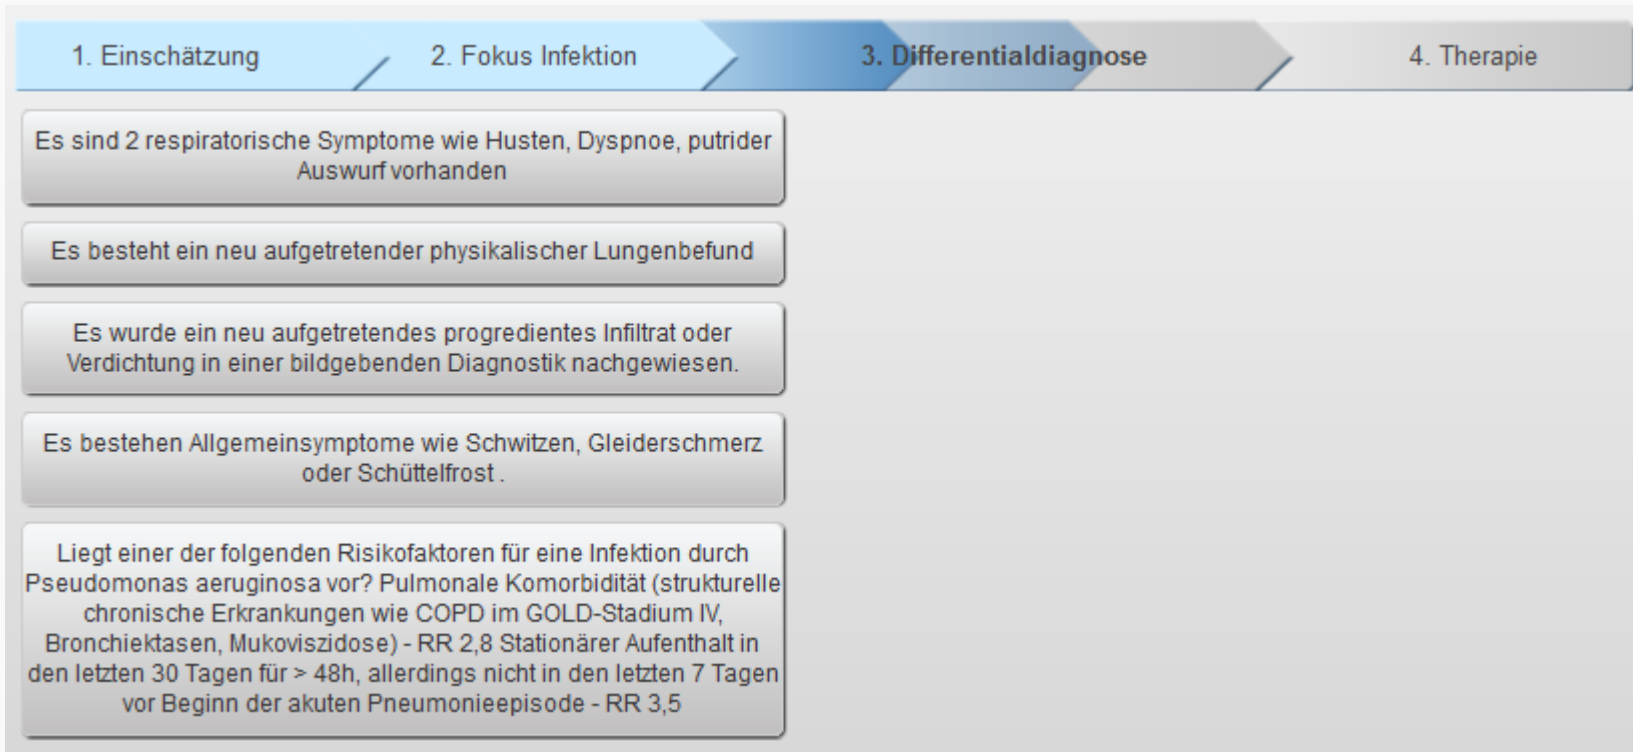 1. Einschätzung
2. Fokus Infektion
3. Differentialdiagnose
4. Therapie
Es sind 2 respiratorische Symptome wie Husten, Dyspnoe, putrider
Auswurf vorhanden
Es besteht ein neu aufgetretender physikalischer Lungenbefund
Es wurde ein neu aufgetretendes progredientes Infiltrat oder
Verdichtung in einer bildgebenden Diagnostik nachgewiesen.
Es bestehen Allgemeinsymptome wie Schwitzen, Gleiderschmerz
oder Schüttelfrost .
Liegt einer der folgenden Risikofaktoren für eine Infektion durch
Pseudomonas aeruginosa vor? Pulmonale Komorbidität (strukturelle
chronische Erkrankungen wie COPD im GOLD-Stadium IV,
Bronchiektasen, Mukoviszidose) - RR 2,8 Stationärer Aufenthalt in
den letzten 30 Tagen für > 48h, allerdings nicht in den letzten 7 Tagen
vor Beginn der akuten Pneumonieepisode - RR 3,5